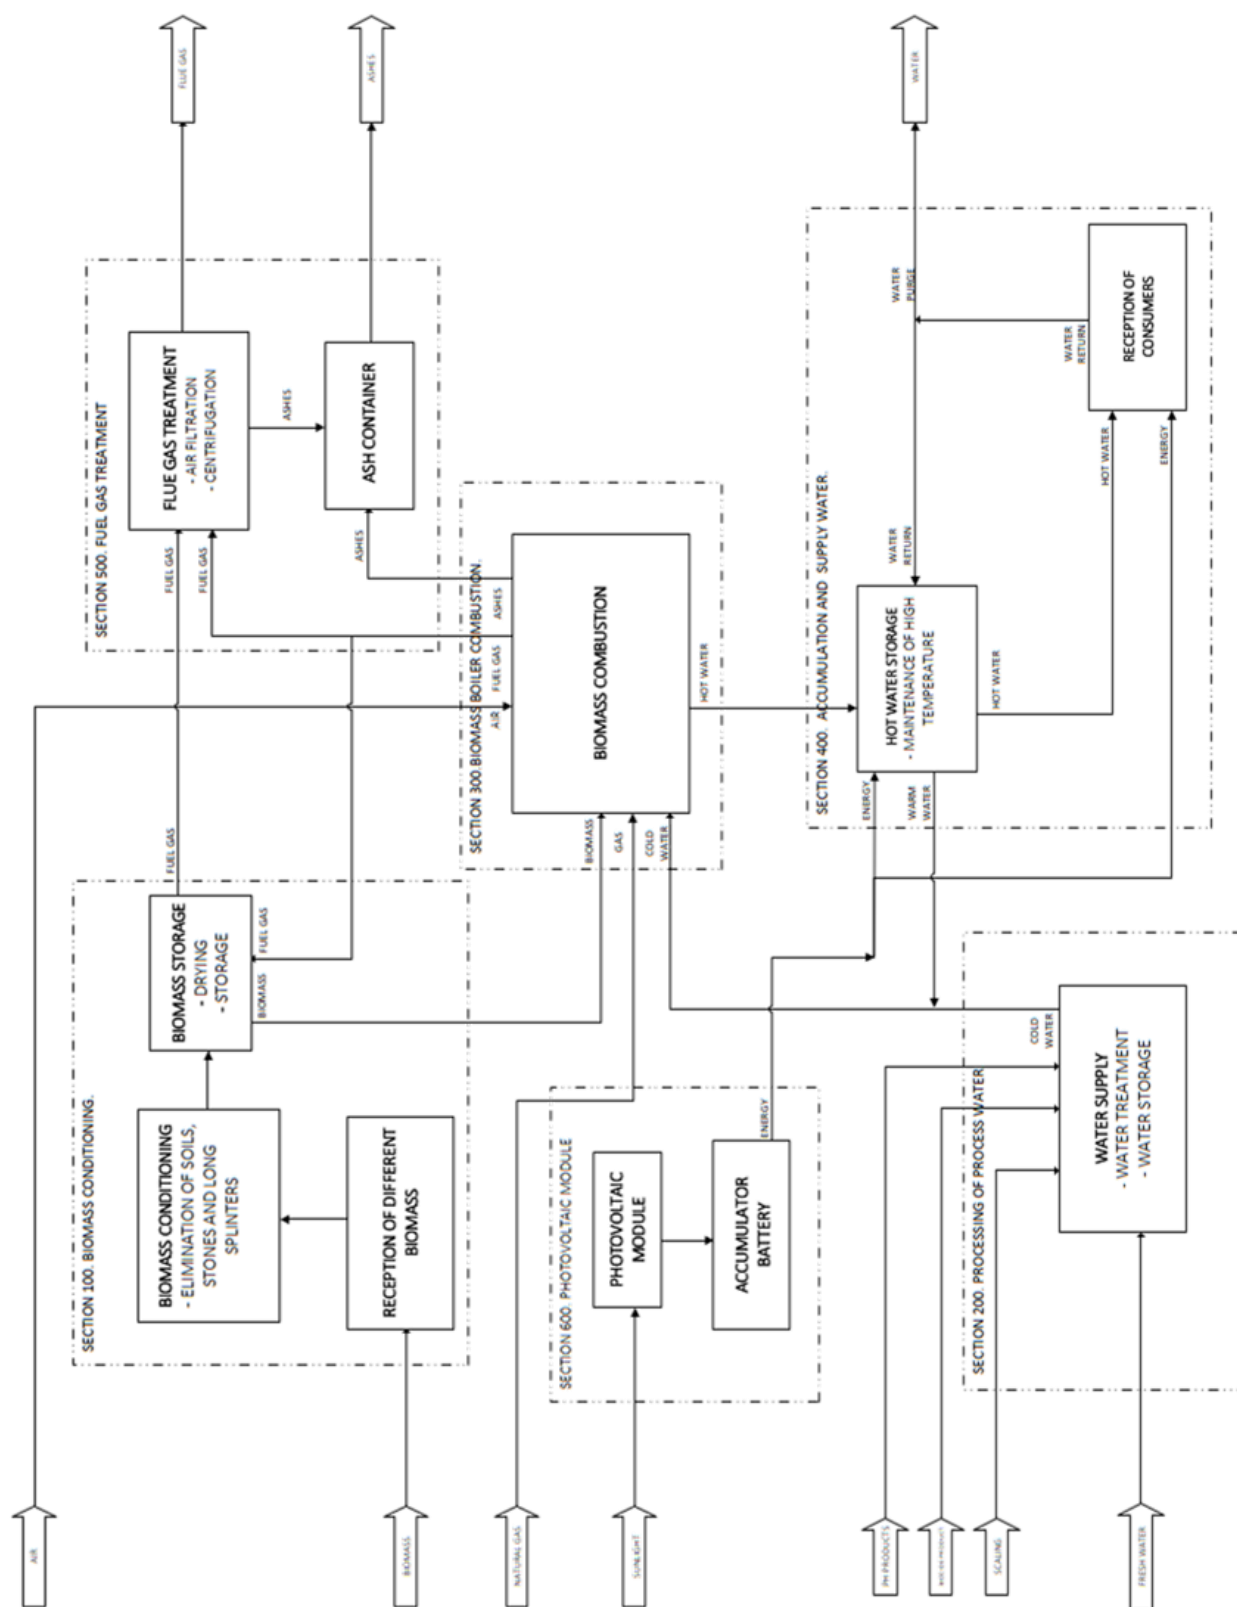 AIR
BIOMASS
NATURAL GAS
SUNLIGHT
PH PRODUCTS
SCALING
FRESH WATER
SECTION 100. BIOMASS CONDITIONING.
BIOMASS CONDITIONING
- ELIMINATION OF SOILS,
STONES AND LONG
SPLINTERS
RECEPTION OF DIFFERENT
BIOMASS
BIOMASS STORAGE
- DRYING
- STORAGE
FUEL GAS
BIOMASS
FUEL GAS
SECTION 600. PHOTOVOLTAIC MODULE
PHOTOVOLTAIC
MODULE
ACCUMULATOR
BATTERY
ENERGY
SECTION 200. PROCESSING OF PROCESS WATER
WATER SUPPLY
- WATER TREATMENT
- WATER STORAGE
COLD
WATER
SECTION 300.BIOMASS BOILER COMBUSTION.
BIOMASS COMBUSTION
BIOMASS
GAS
COLD
WATER
AIR
FUEL GAS
ASHES
HOT WATER
SECTION 500. FUEL GAS TREATMENT
FUEL GAS
FUEL GAS
FLUE GAS TREATMENT
- AIR FILTRATION
- CENTRIFUGATION
ASHES
ASHES
ASH CONTAINER
SECTION 400. ACCUMULATION AND SUPPLY WATER.
ENERGY
WARM
WATER
HOT WATER STORAGE
- MAINTENANCE OF HIGH
TEMPERATURE
HOT WATER
WATER
RETURN
HOT WATER
ENERGY
RECEPTION OF
CONSUMERS
WATER
RETURN
WATER
PURGE
FLUE GAS
ASHES
WATER